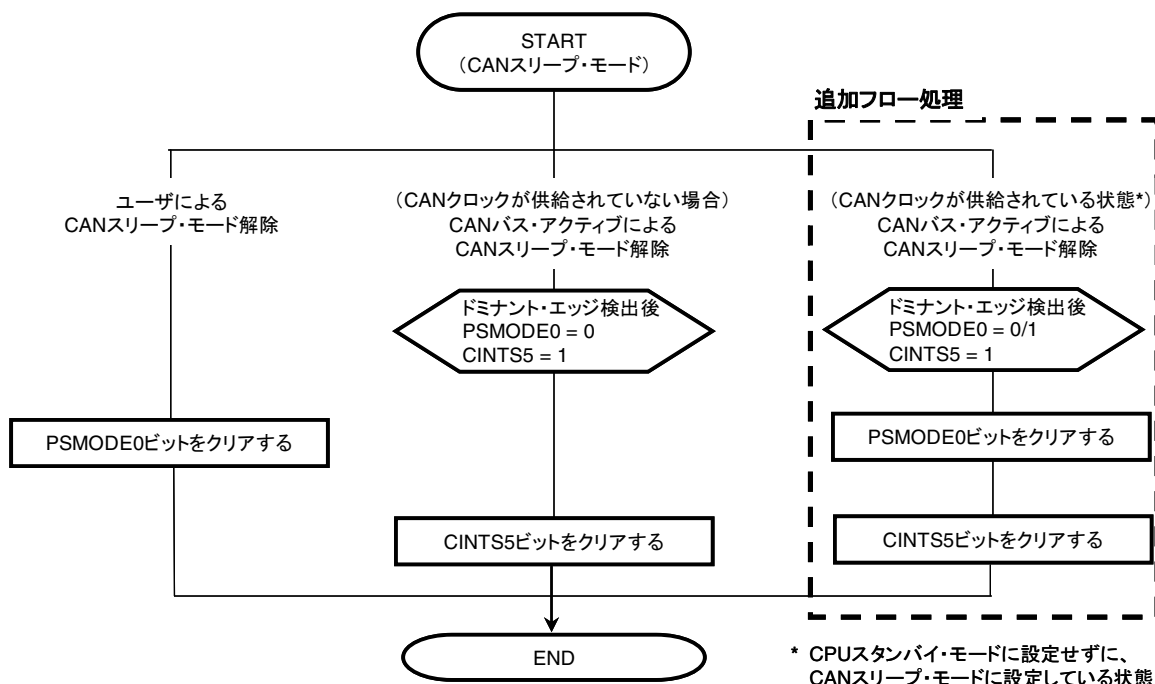 START
（CANスリープ・モード）
追加フロー処理
ユーザによる
CANスリープ・モード解除
（CANクロックが供給されていない場合）
CANバス・アクティブによる
CANスリープ・モード解除
（CANクロックが供給されている状態*）
CANバス・アクティブによる
CANスリープ・モード解除
ドミナント・エッジ検出後
PSMODE0 = 0
CINTS5 = 1
ドミナント・エッジ検出後
PSMODE0 = 0/1
CINTS5 = 1
PSMODE0ビットをクリアする
PSMODE0ビットをクリアする
CINTS5ビットをクリアする
CINTS5ビットをクリアする
END
* CPUスタンバイ・モードに設定せずに、
CANスリープ・モードに設定している状態